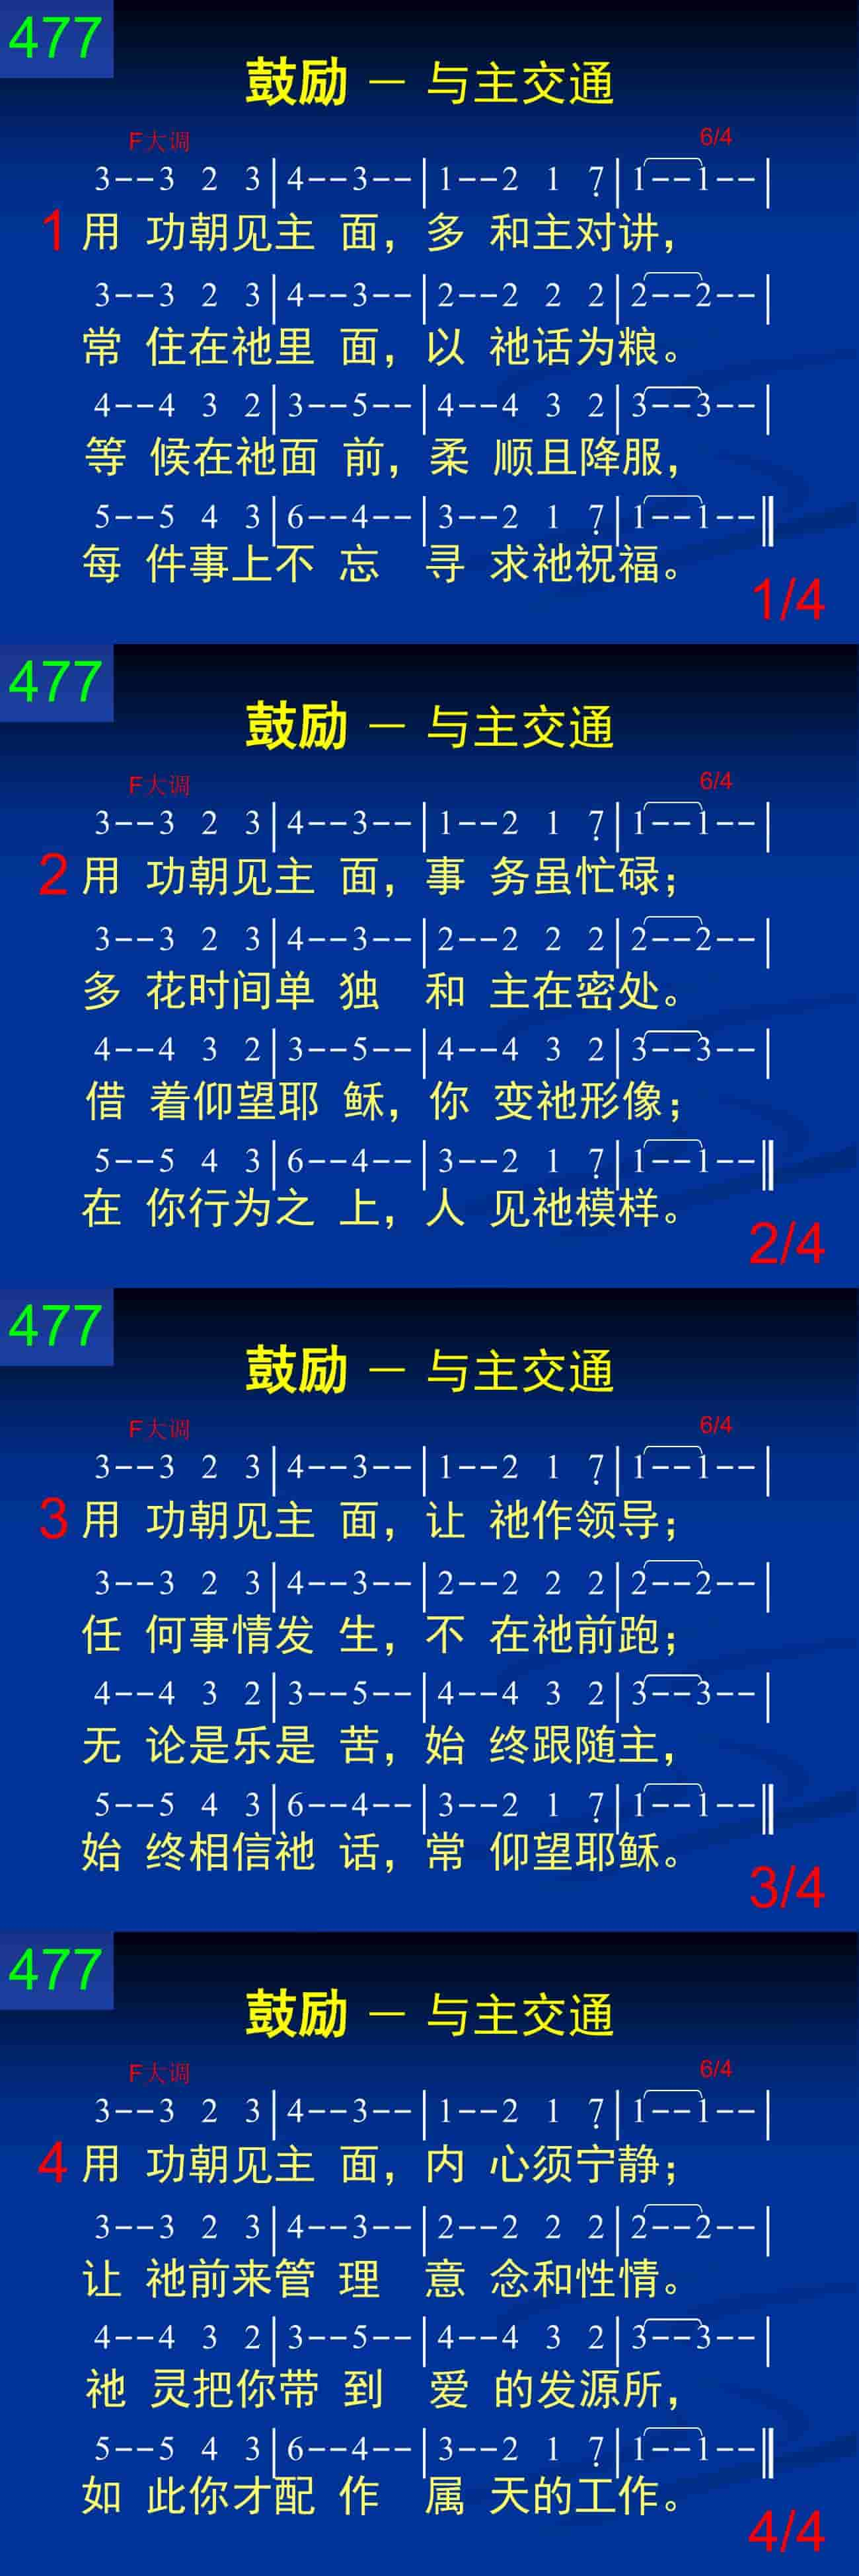 477
鼓励 — 与主交通
F大调 6/4
3--3 2 3|4--3--|1--2 1 7̣|1--1--|
1 用 功朝见主 面，多 和主对讲，
3--3 2 3|4--3--|2--2 2 2|2--2--|
常 住在祂里 面，以 祂话为粮。
4--4 3 2|3--5--|4--4 3 2|3--3--|
等 候在祂面 前，柔 顺且降服，
5--5 4 3|6--4--|3--2 1 7̣|1--1--‖
每 件事上不 忘 寻 求祂祝福。
1/4
477
鼓励 — 与主交通
F大调 6/4
3--3 2 3|4--3--|1--2 1 7̣|1--1--|
2 用 功朝见主 面，事 务虽忙碌；
3--3 2 3|4--3--|2--2 2 2|2--2--|
多 花时间单 独 和 主在密处。
4--4 3 2|3--5--|4--4 3 2|3--3--|
借 着仰望耶 稣，你 变祂形像；
5--5 4 3|6--4--|3--2 1 7̣|1--1--‖
在 你行为之 上，人 见祂模样。
2/4
477
鼓励 — 与主交通
F大调 6/4
3--3 2 3|4--3--|1--2 1 7̣|1--1--|
3 用 功朝见主 面，让 祂作领导；
3--3 2 3|4--3--|2--2 2 2|2--2--|
任 何事情发 生，不 在祂前跑；
4--4 3 2|3--5--|4--4 3 2|3--3--|
无 论是乐是 苦，始 终跟随主，
5--5 4 3|6--4--|3--2 1 7̣|1--1--‖
始 终相信祂 话，常 仰望耶稣。
3/4
477
鼓励 — 与主交通
F大调 6/4
3--3 2 3|4--3--|1--2 1 7̣|1--1--|
4 用 功朝见主 面，内 心须宁静；
3--3 2 3|4--3--|2--2 2 2|2--2--|
让 祂前来管 理 意 念和性情。
4--4 3 2|3--5--|4--4 3 2|3--3--|
祂 灵把你带 到 爱 的发源所，
5--5 4 3|6--4--|3--2 1 7̣|1--1--‖
如 此你才配 作 属 天的工作。
4/4